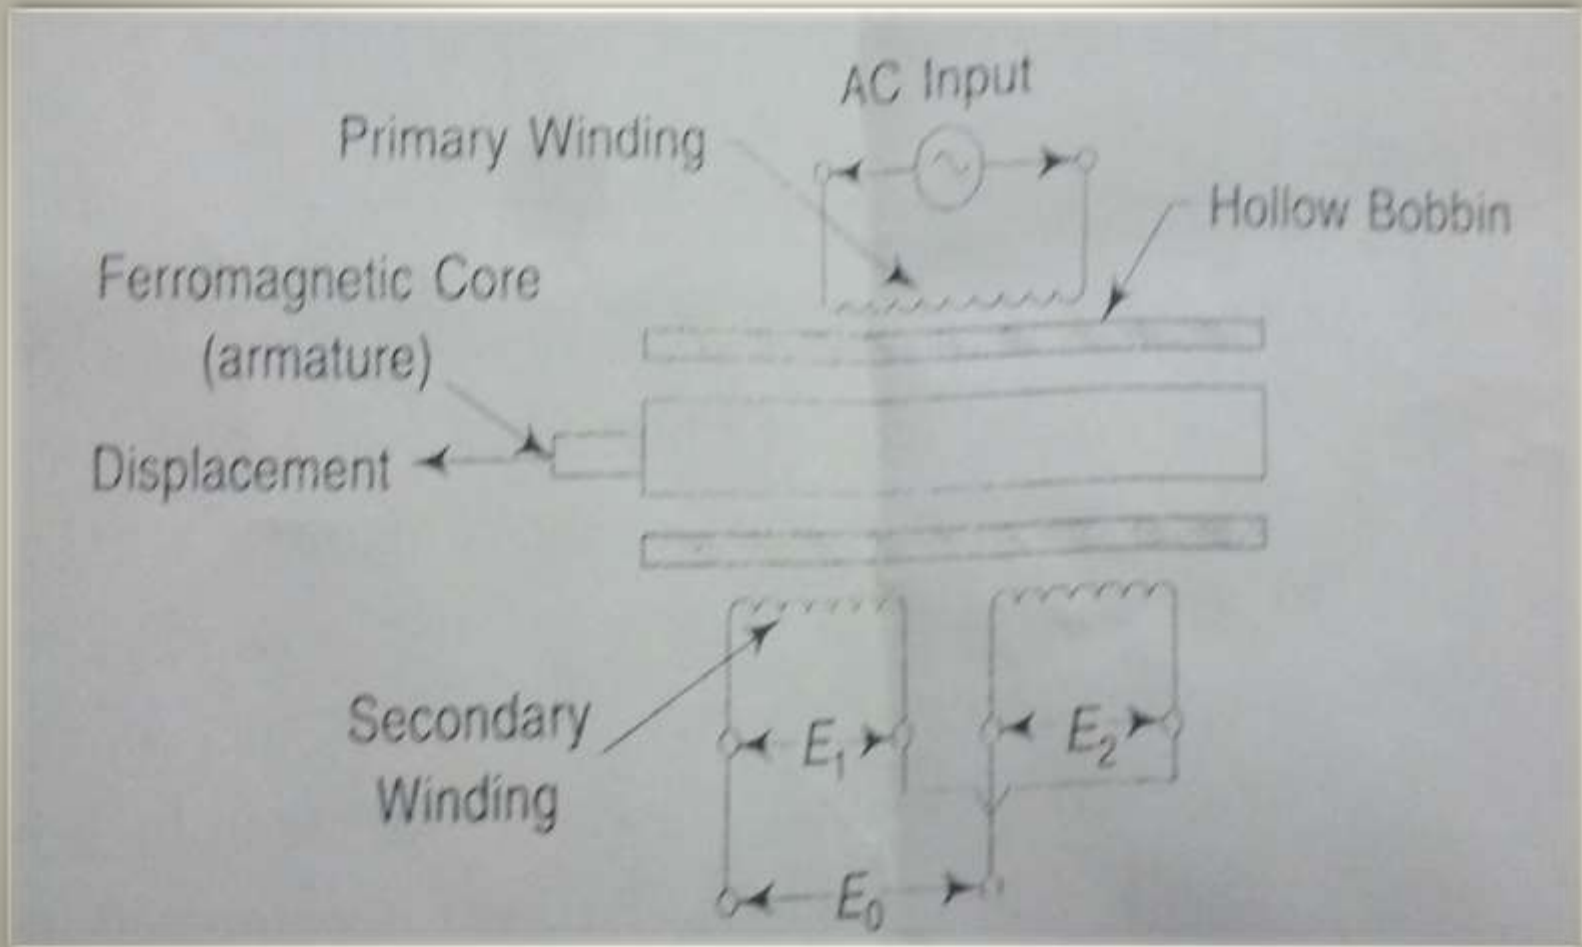 AC Input
Primary Winding
Hollow Bobbin
Ferromagnetic Core
(armature)
Displacement
Secondary
Winding
E₁
E₂
E₀